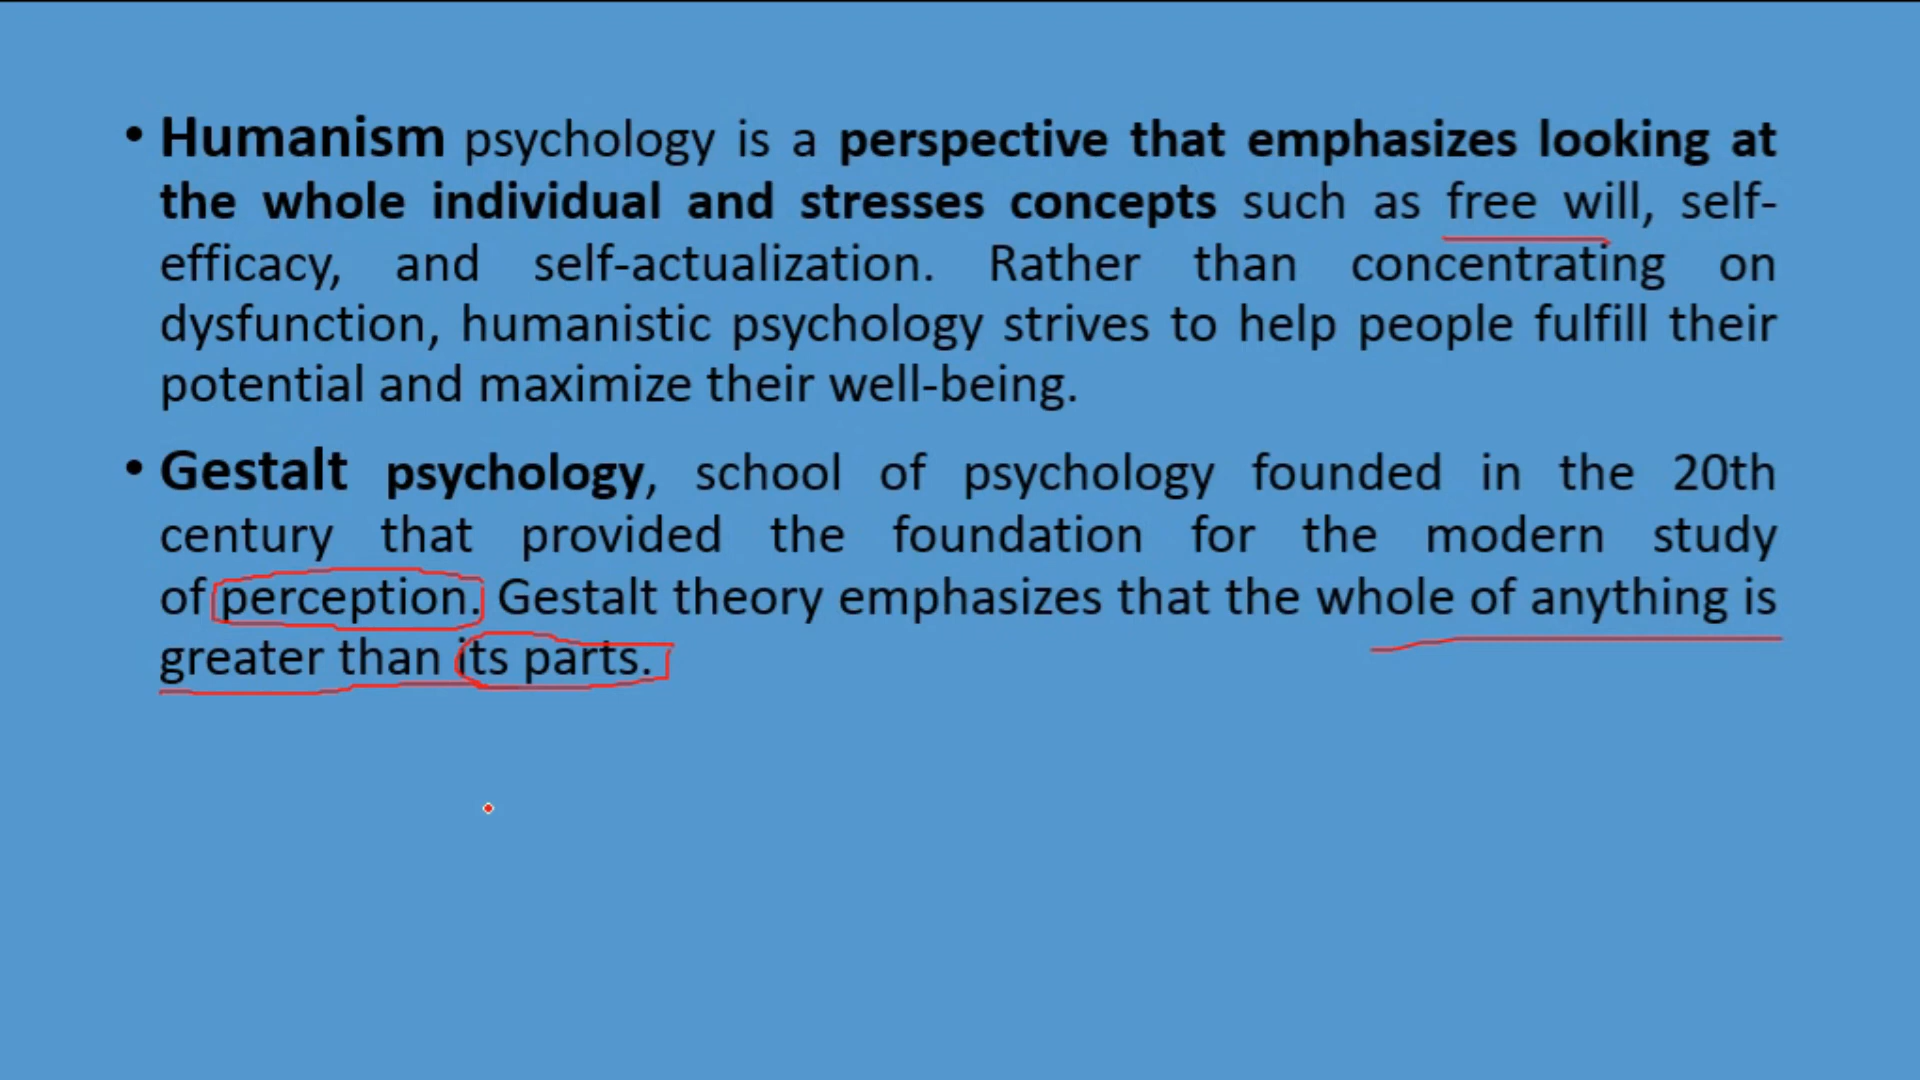 • Humanism psychology is a perspective that emphasizes looking at
the whole individual and stresses concepts such as free will, self-
efficacy, and self-actualization. Rather than concentrating on
dysfunction, humanistic psychology strives to help people fulfill their
potential and maximize their well-being.
• Gestalt psychology, school of psychology founded in the 20th
century that provided the foundation for the modern study
of perception. Gestalt theory emphasizes that the whole of anything is
greater than its parts.